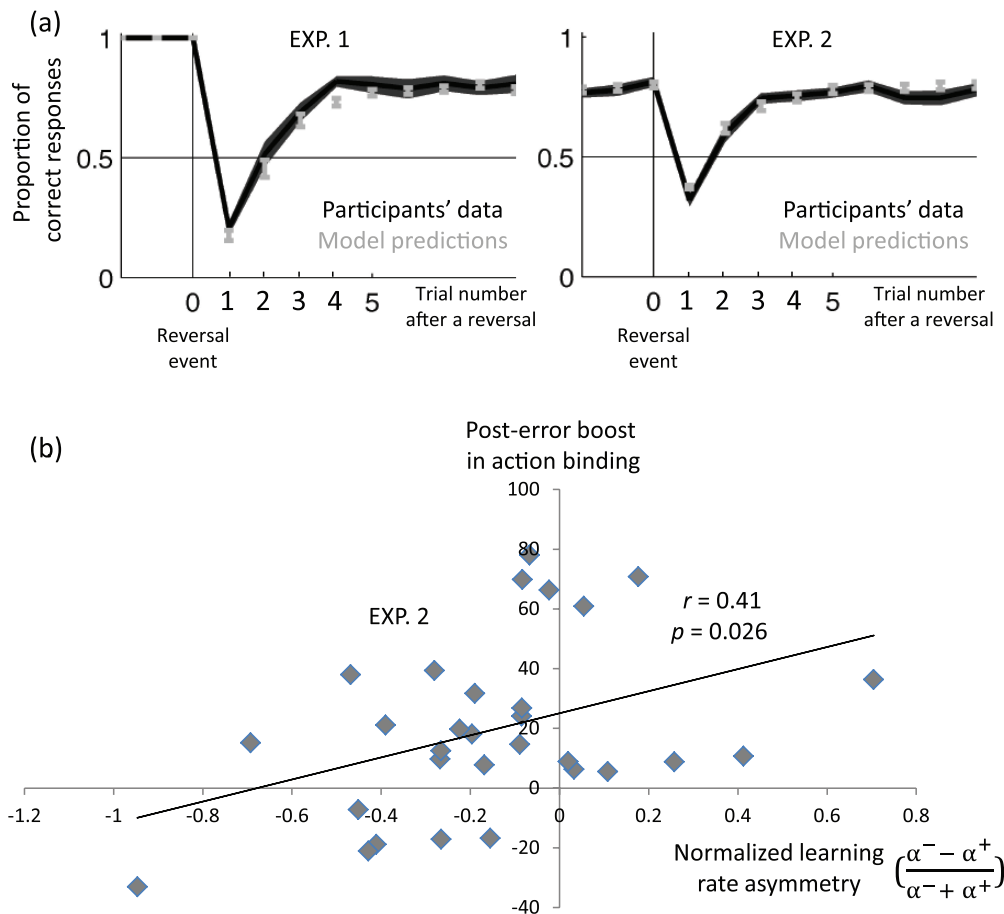 (a)
EXP. 1
EXP. 2
Proportion of
correct responses
1
0.5
0
1
0.5
0
Participants' data
Model predictions
Participants' data
Model predictions
0 1 2 3 4 5
Trial number
after a reversal
Reversal
event
0 1 2 3 4 5
Trial number
after a reversal
Reversal
event
(b)
Post-error boost
in action binding
100
80
60
40
20
0
-20
-40
EXP. 2
r = 0.41
p = 0.026
-1.2 -1 -0.8 -0.6 -0.4 -0.2 0 0.2 0.4 0.6 0.8
Normalized learning
rate asymmetry
(α⁻ − α⁺
α⁻ + α⁺)